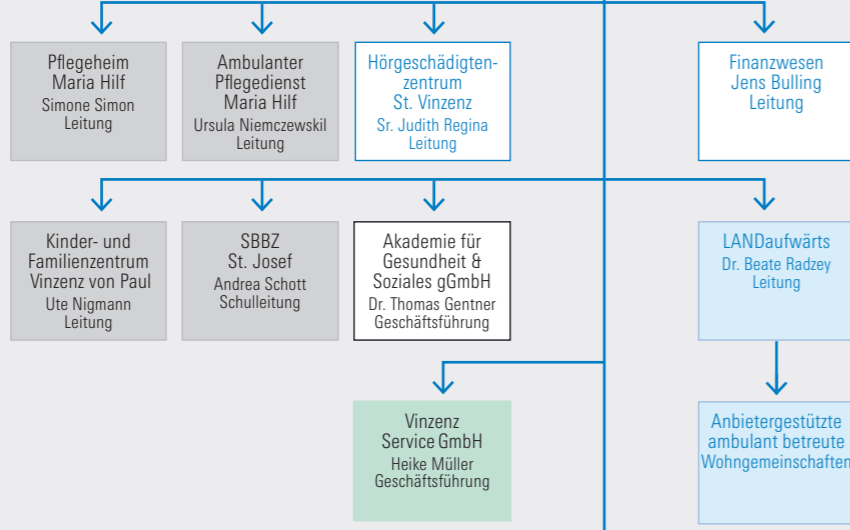 Pflegeheim
Maria Hilf
Simone Simon
Leitung
Ambulanter
Pflegedienst
Maria Hilf
Ursula Niemczewskil
Leitung
Hörgeschädigten-
zentrum
St. Vinzenz
Sr. Judith Regina
Leitung
Finanzwesen
Jens Bulling
Leitung
Kinder- und
Familienzentrum
Vinzenz von Paul
Ute Nigmann
Leitung
SBBZ
St. Josef
Andrea Schott
Schulleitung
Akademie für
Gesundheit &
Soziales gGmbH
Dr. Thomas Gentner
Geschäftsführung
LANDaufwärts
Dr. Beate Radzey
Leitung
Vinzenz
Service GmbH
Heike Müller
Geschäftsführung
Anbietergestützte
ambulant betreute
Wohngemeinschaften